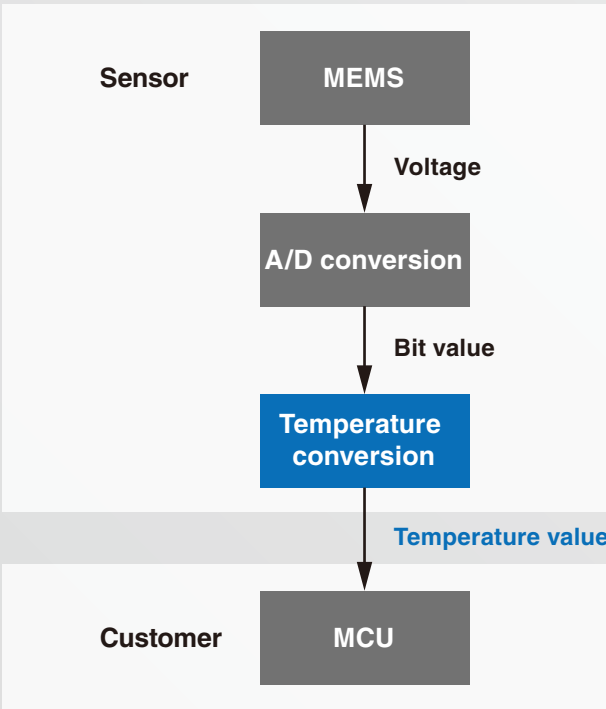 Sensor
MEMS
Voltage
A/D conversion
Bit value
Temperature
conversion
Temperature value
Customer
MCU